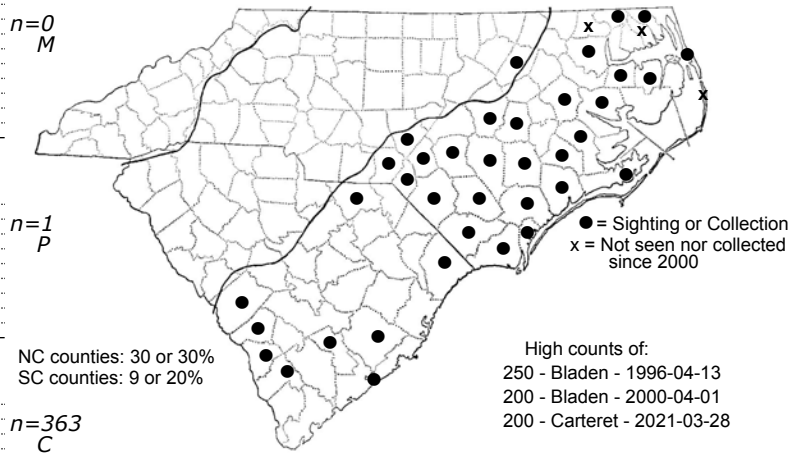 n=0
M
n=1
P
n=363
C
x
x
x
● = Sighting or Collection
x = Not seen nor collected
since 2000
NC counties: 30 or 30%
SC counties: 9 or 20%
High counts of:
250 - Bladen - 1996-04-13
200 - Bladen - 2000-04-01
200 - Carteret - 2021-03-28